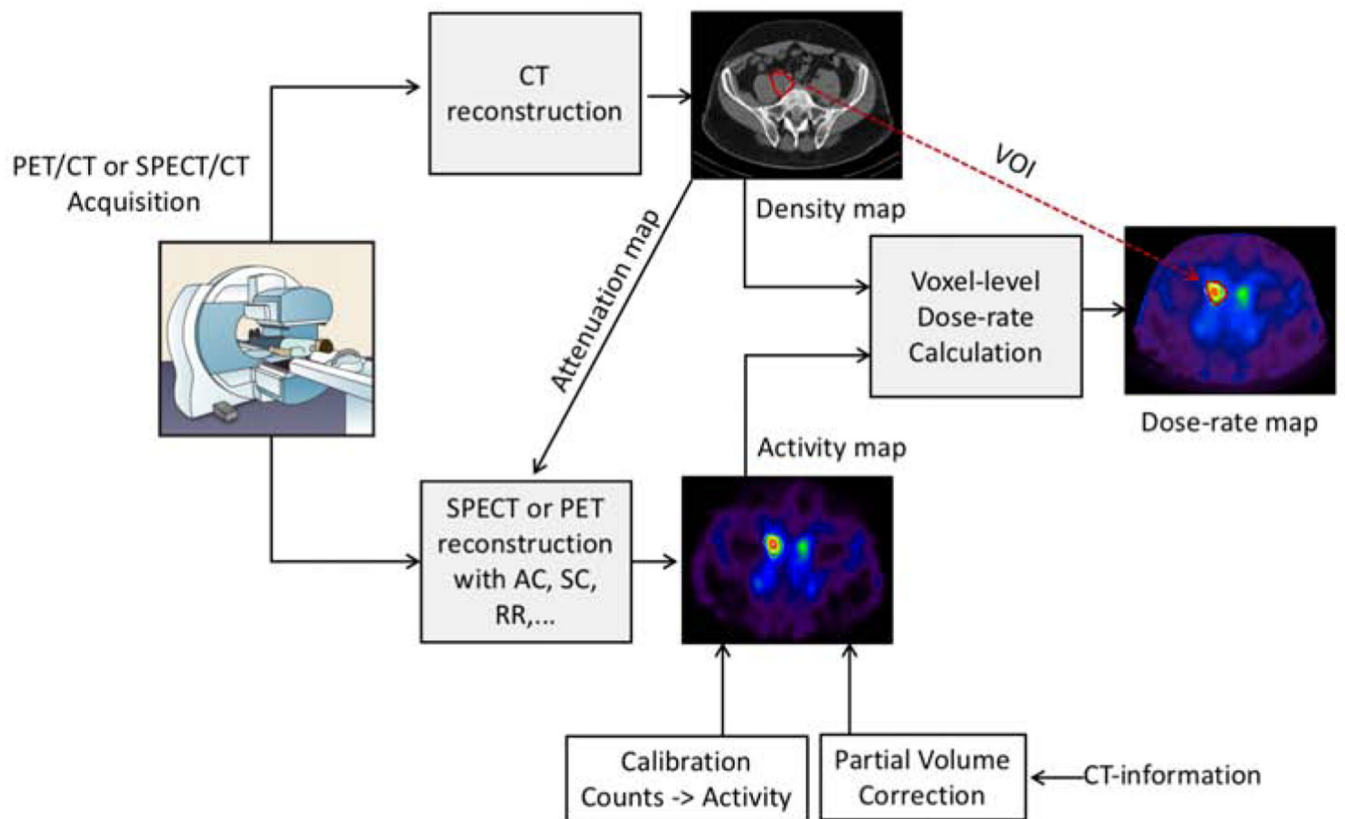 CT
reconstruction
PET/CT or SPECT/CT
Acquisition
VOI
Density map
Attenuation map
Voxel-level
Dose-rate
Calculation
Dose-rate map
Activity map
SPECT or PET
reconstruction
with AC, SC,
RR,...
Calibration
Counts -> Activity
Partial Volume
Correction
CT-information